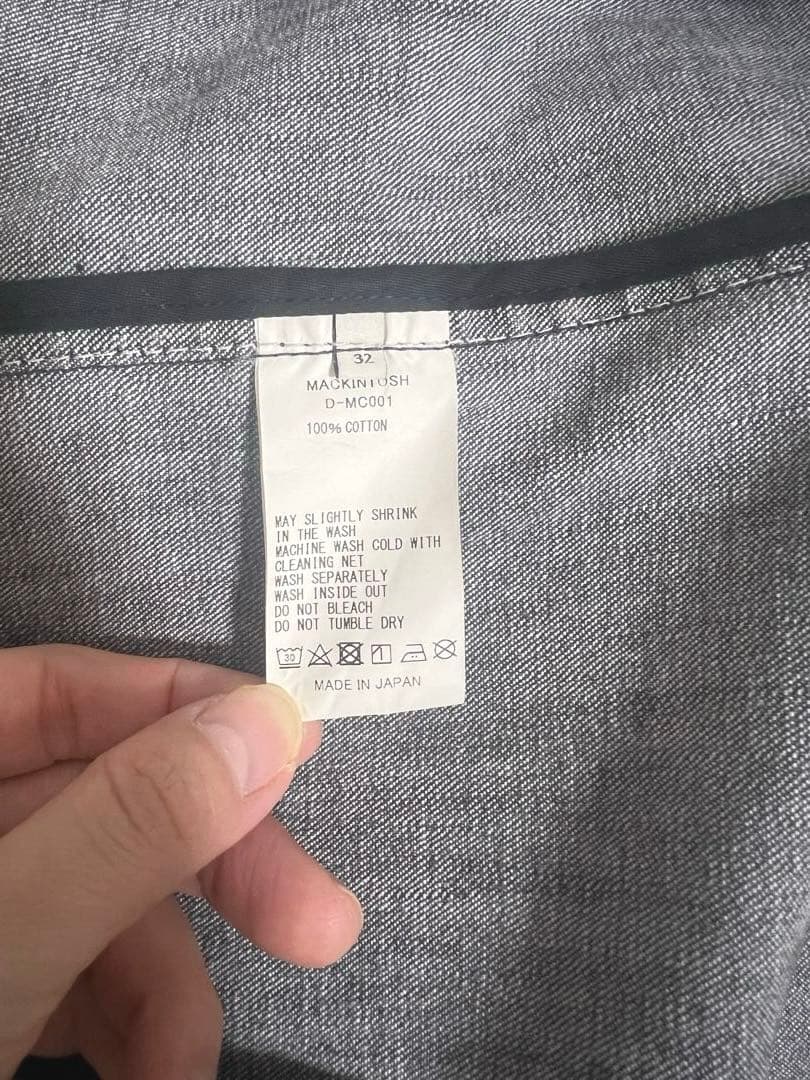 32
MACKINTOSH
D-MC001
100% COTTON
MAY SLIGHTLY SHRINK
IN THE WASH
MACHINE WASH COLD WITH
CLEANING NET
WASH SEPARATELY
WASH INSIDE OUT
DO NOT BLEACH
DO NOT TUMBLE DRY
30
MADE IN JAPAN